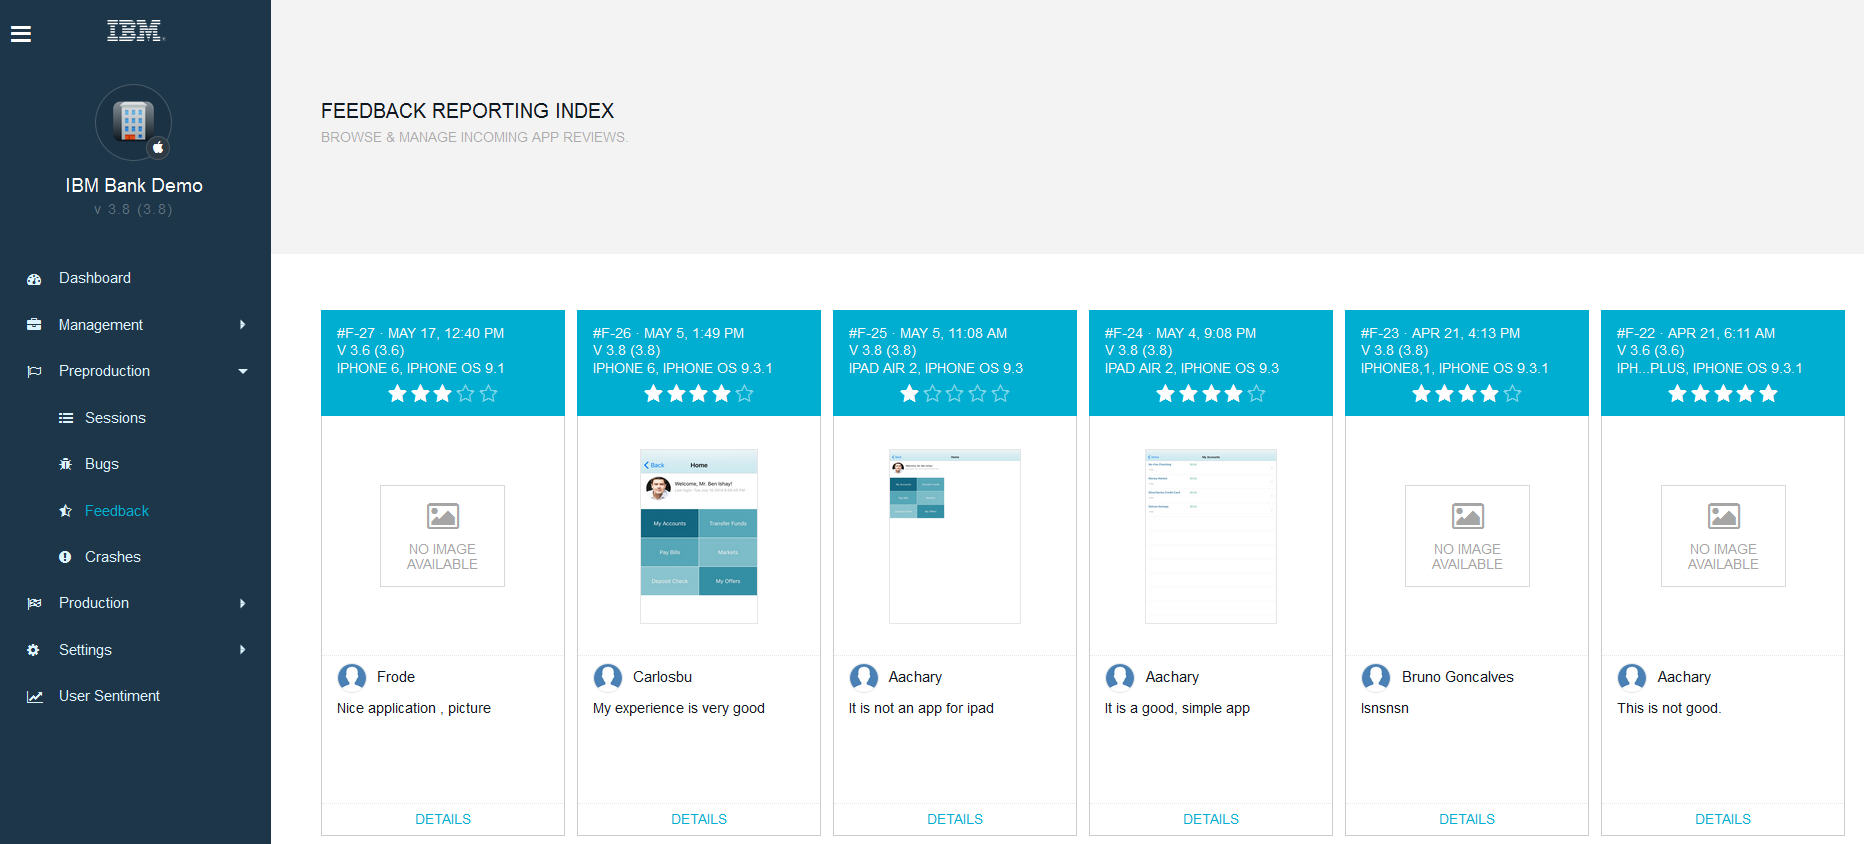 IBM
IBM Bank Demo
v 3.8 (3.8)
Dashboard
Management
Preproduction
Sessions
Bugs
Feedback
Crashes
Production
Settings
User Sentiment
FEEDBACK REPORTING INDEX
BROWSE & MANAGE INCOMING APP REVIEWS.
#F-27 · MAY 17, 12:40 PM
V 3.6 (3.6)
IPHONE 6, IPHONE OS 9.1
NO IMAGE
AVAILABLE
Frode
Nice application , picture
DETAILS
#F-26 · MAY 5, 1:49 PM
V 3.8 (3.8)
IPHONE 6, IPHONE OS 9.3.1
Back Home
Welcome, Mr. Ben Ishay!
My Accounts Transfer Funds
Pay Bills Markets
Deposit Check My Offers
Carlosbu
My experience is very good
DETAILS
#F-25 · MAY 5, 11:08 AM
V 3.8 (3.8)
IPAD AIR 2, IPHONE OS 9.3
Aachary
It is not an app for ipad
DETAILS
#F-24 · MAY 4, 9:08 PM
V 3.8 (3.8)
IPAD AIR 2, IPHONE OS 9.3
My Accounts
Aachary
It is a good, simple app
DETAILS
#F-23 · APR 21, 4:13 PM
V 3.8 (3.8)
IPHONE8,1, IPHONE OS 9.3.1
NO IMAGE
AVAILABLE
Bruno Goncalves
Isnsnsn
DETAILS
#F-22 · APR 21, 6:11 AM
V 3.6 (3.6)
IPH...PLUS, IPHONE OS 9.3.1
NO IMAGE
AVAILABLE
Aachary
This is not good.
DETAILS